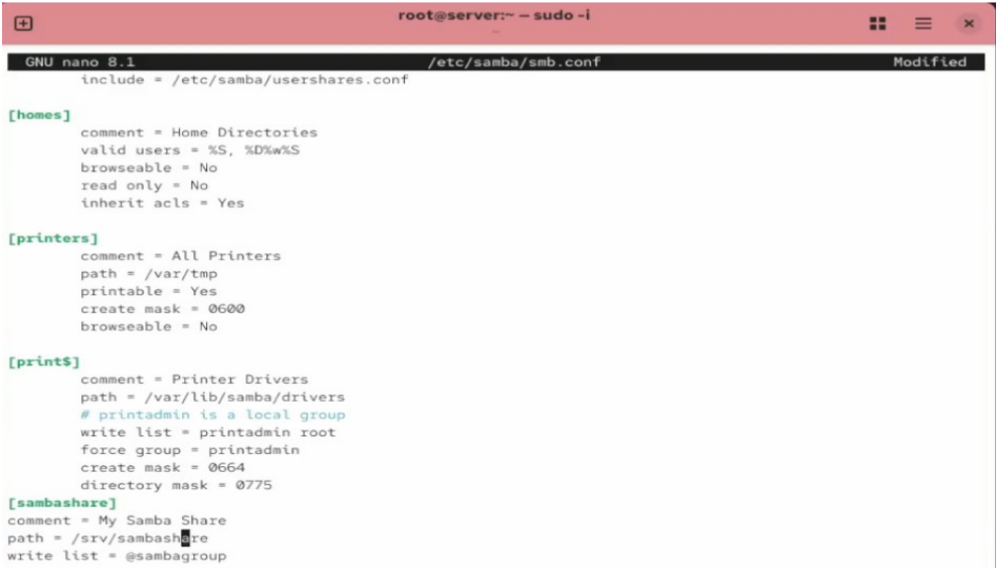 root@server:~ — sudo -i
GNU nano 8.1 /etc/samba/smb.conf Modified
include = /etc/samba/usershares.conf
[homes]
comment = Home Directories
valid users = %S, %D%w%S
browseable = No
read only = No
inherit acls = Yes
[printers]
comment = All Printers
path = /var/tmp
printable = Yes
create mask = 0600
browseable = No
[print$]
comment = Printer Drivers
path = /var/lib/samba/drivers
# printadmin is a local group
write list = printadmin root
force group = printadmin
create mask = 0664
directory mask = 0775
[sambashare]
comment = My Samba Share
path = /srv/sambashare
write list = @sambagroup